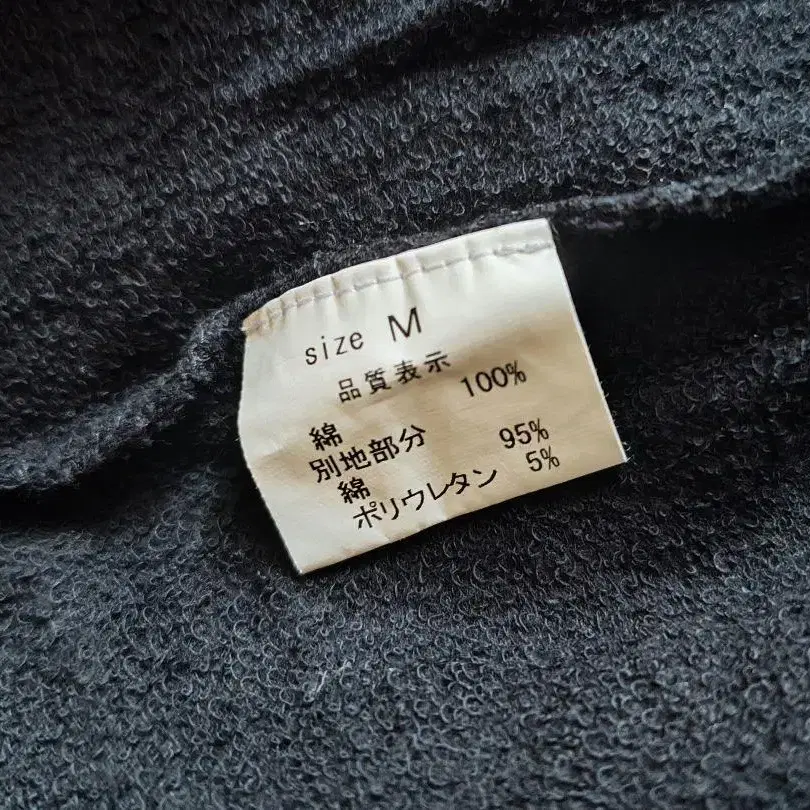 size M
品質表示
綿 100%
別地部分
綿 95%
ポリウレタン 5%